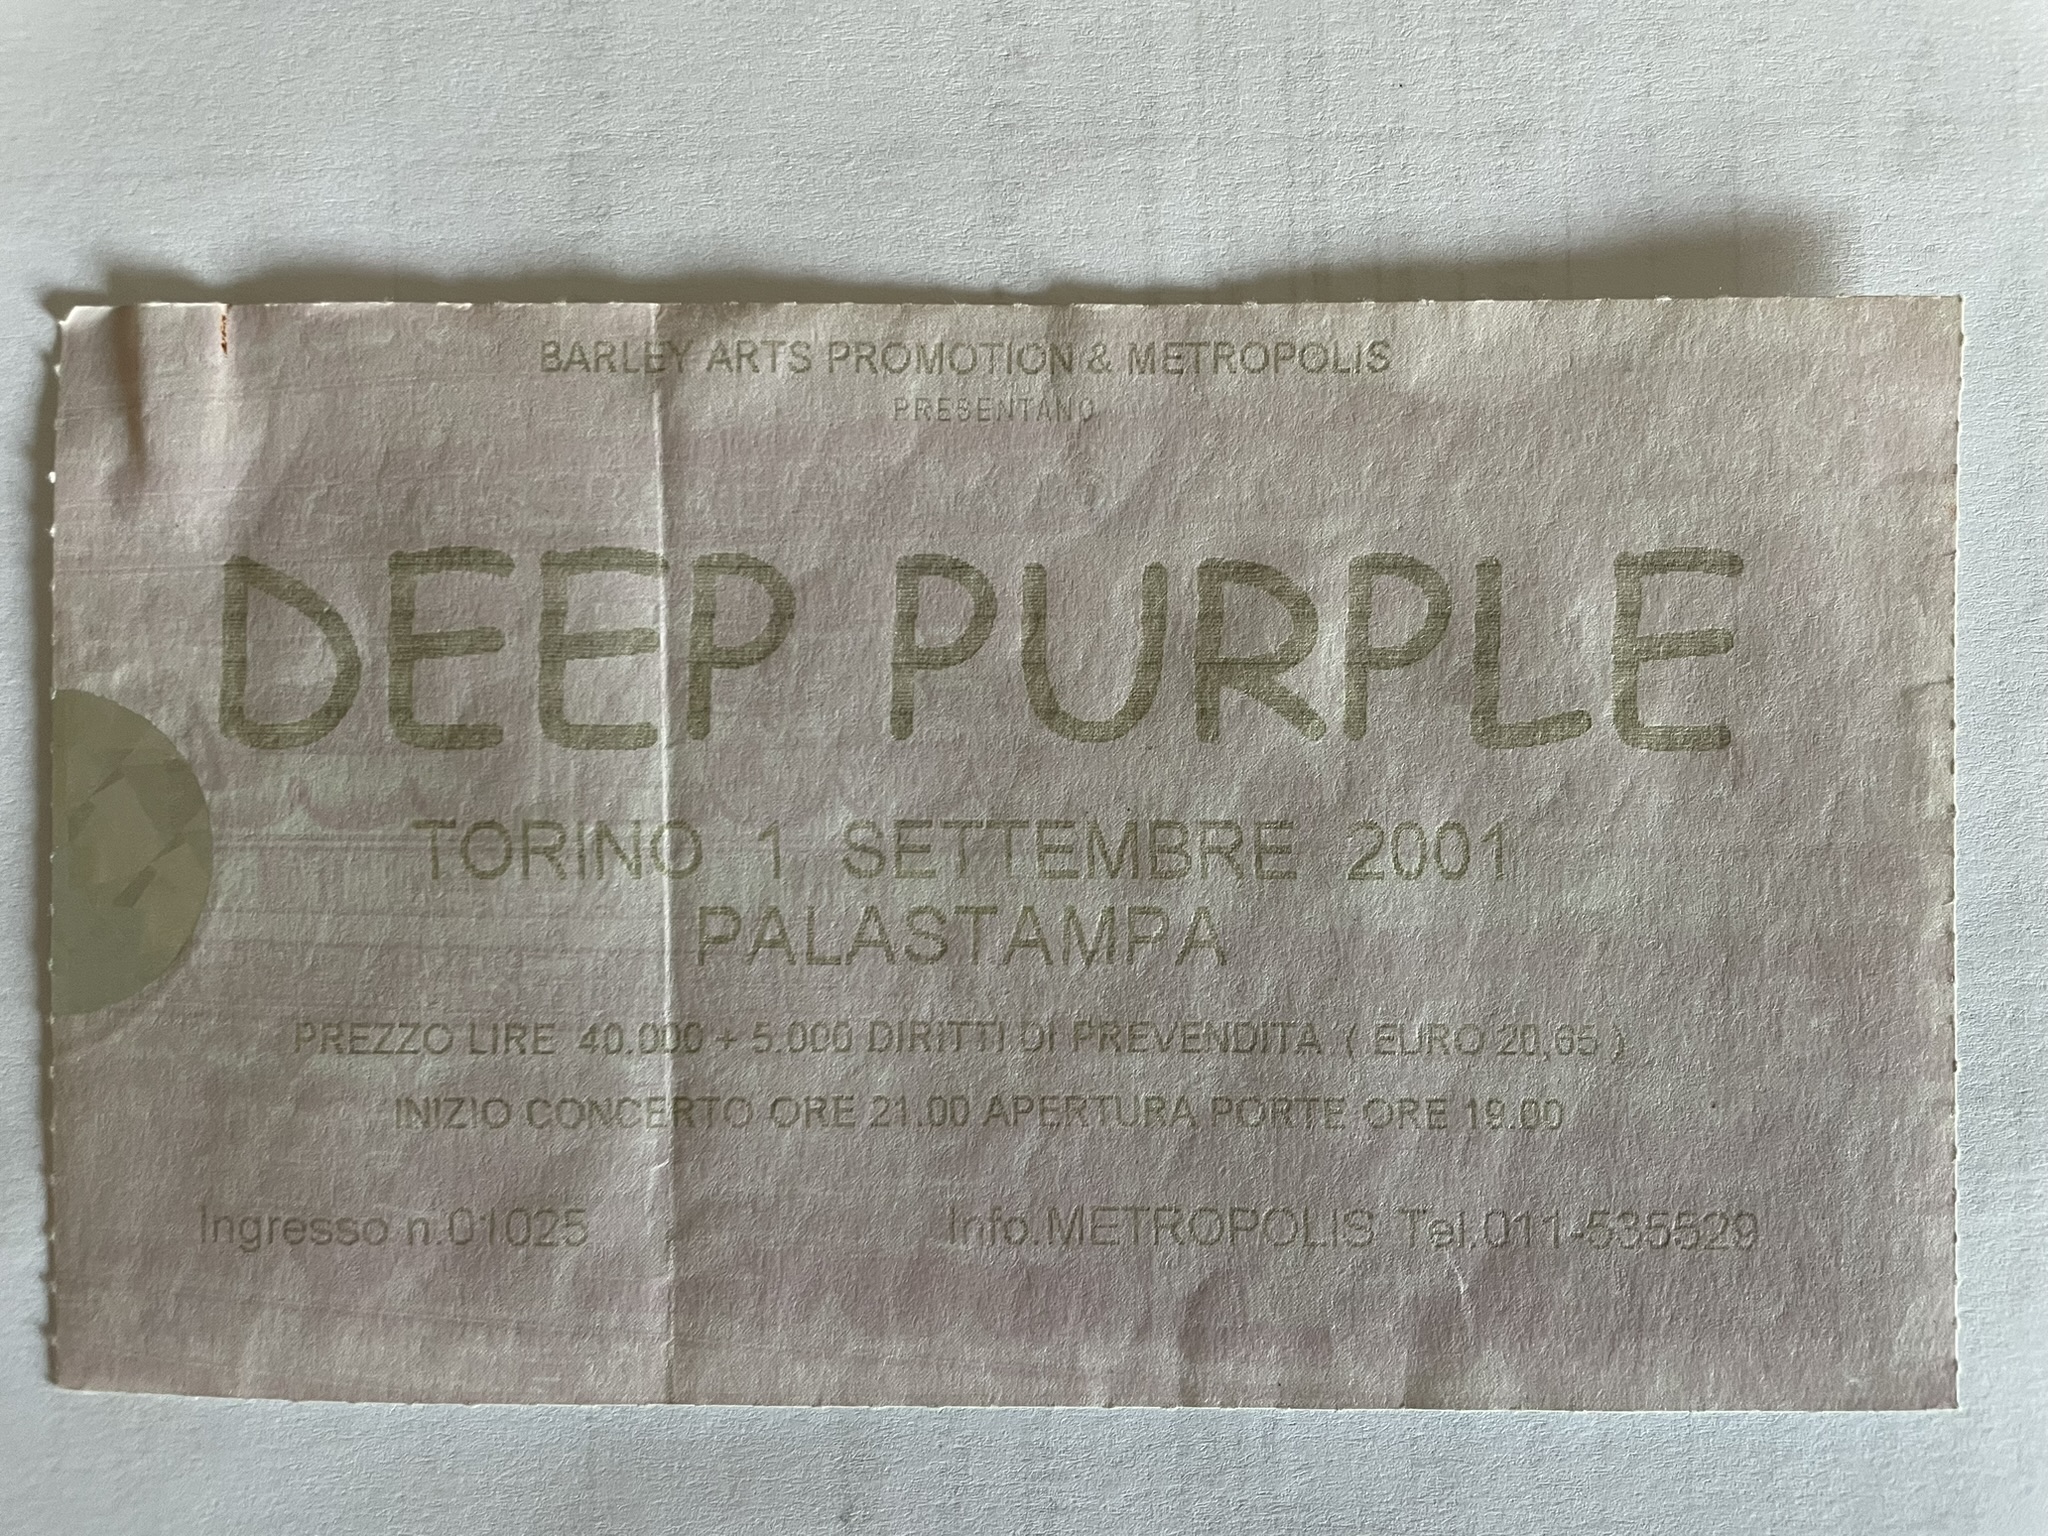 BARLEY ARTS PROMOTION & METROPOLIS
PRESENTANO
DEEP PURPLE
TORINO 1 SETTEMBRE 2001
PALASTAMPA
PREZZO LIRE 40.000 + 5.000 DIRITTI DI PREVENDITA ( EURO 20,65 )
INIZIO CONCERTO ORE 21.00 APERTURA PORTE ORE 19.00
Ingresso n.01025
Info.METROPOLIS Tel.011-535529